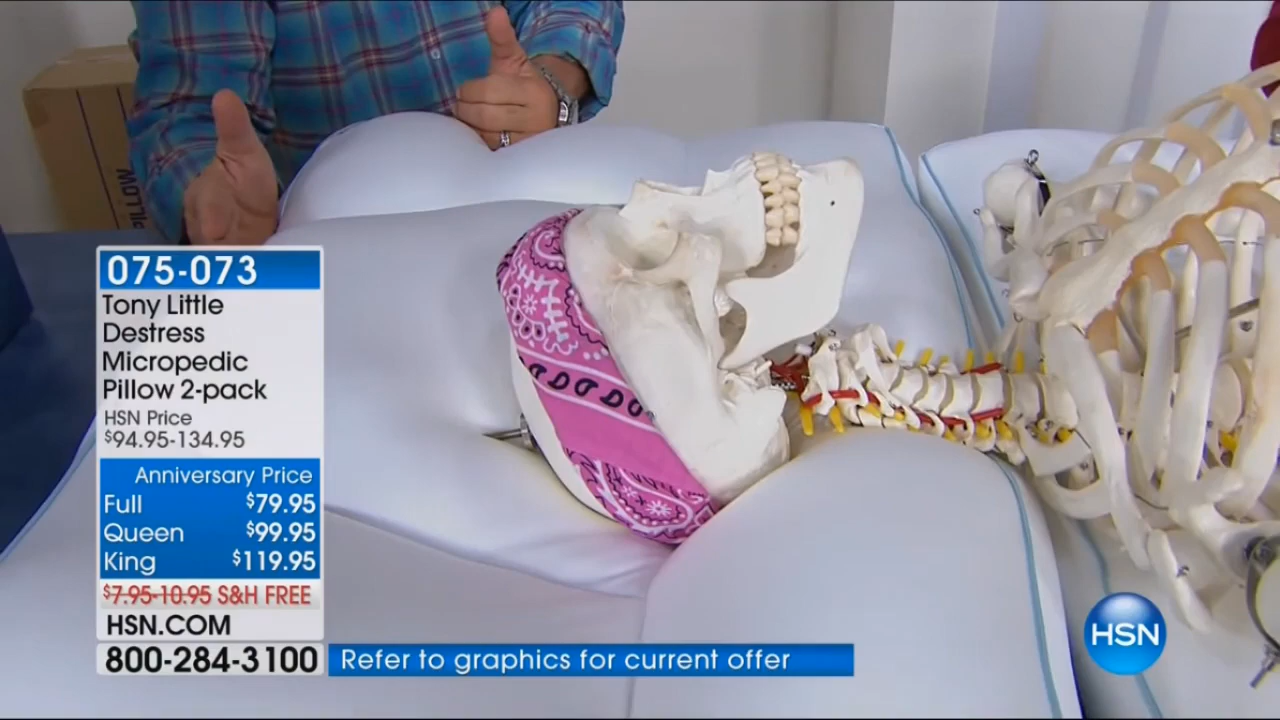 PILLOW
075-073
Tony Little
Destress
Micropedic
Pillow 2-pack
HSN Price
$94.95-134.95
Anniversary Price
Full $79.95
Queen $99.95
King $119.95
$7.95-10.95 S&H FREE
HSN.COM
800-284-3100
Refer to graphics for current offer
HSN